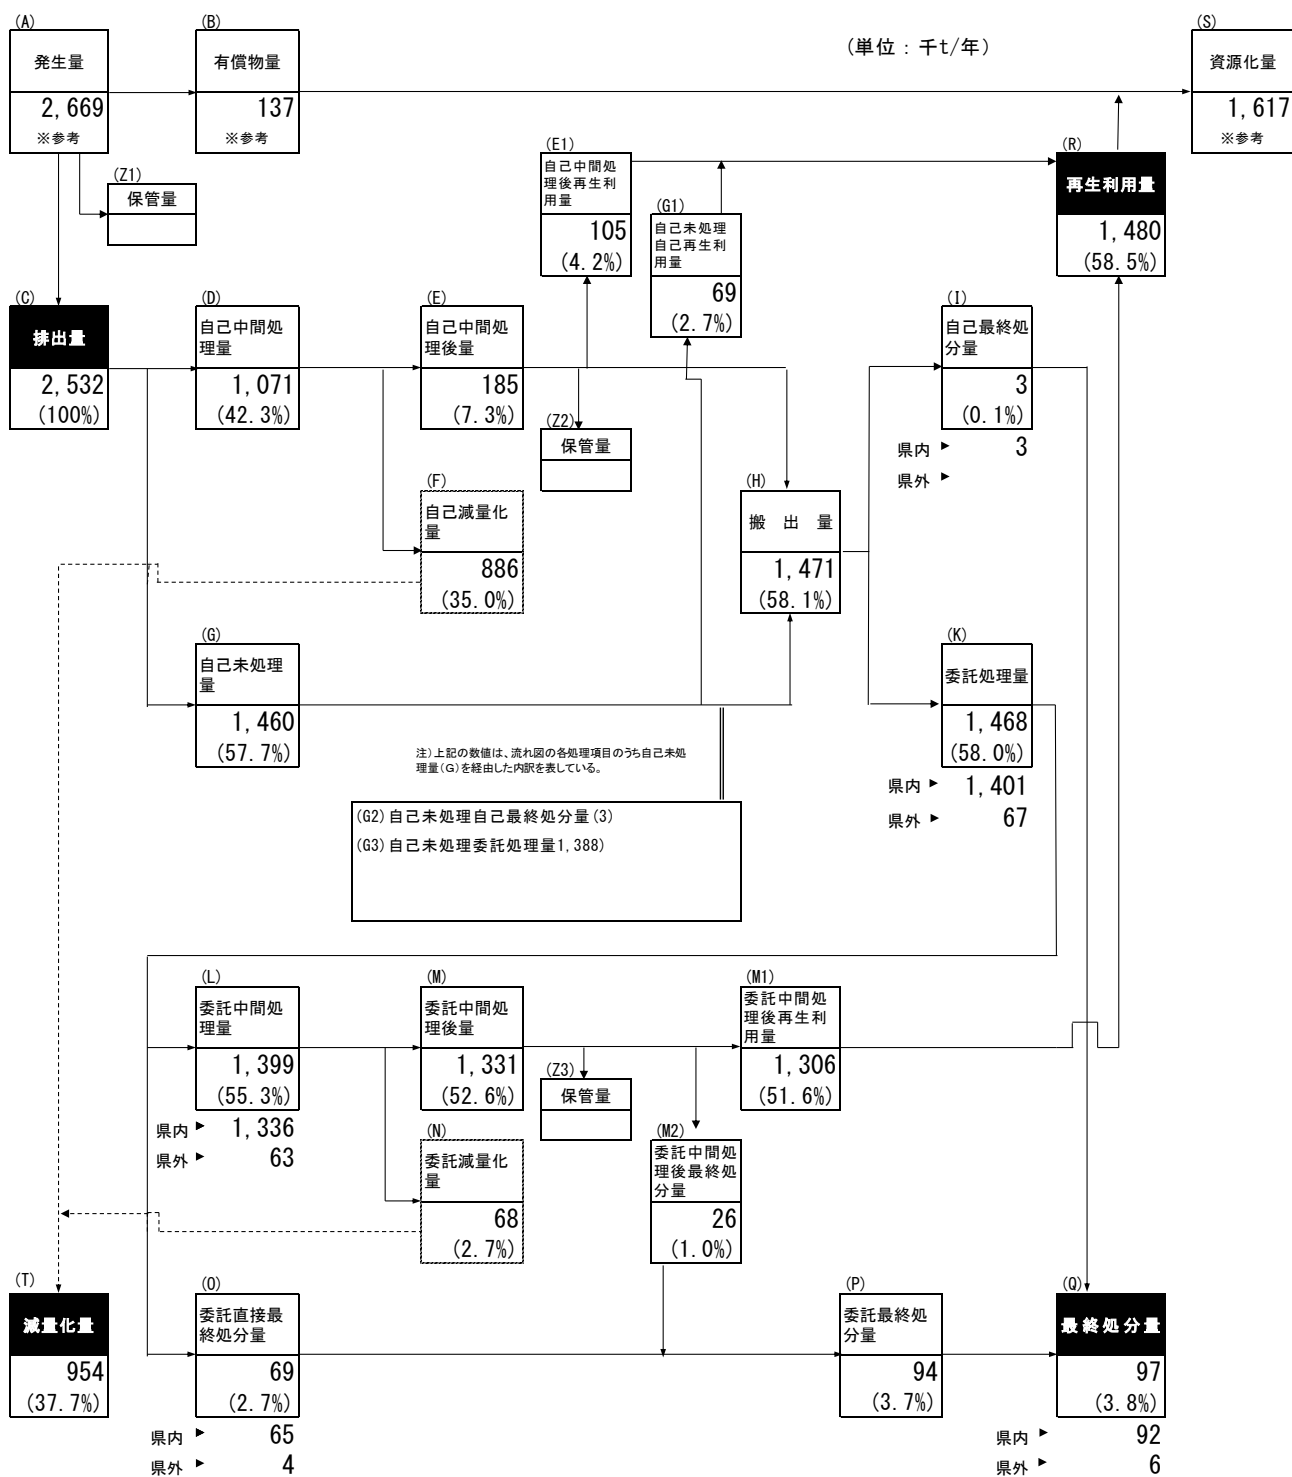 (A)
発生量
2,669
※参考
(B)
有償物量
137
※参考
(単位：千t/年)
(S)
資源化量
1,617
※参考
(Z1)
保管量
(E1)
自己中間処
理後再生利
用量
105
(4.2%)
(G1)
自己未処理
自己再生利
用量
69
(2.7%)
(R)
再生利用量
1,480
(58.5%)
(C)
排出量
2,532
(100%)
(D)
自己中間処
理量
1,071
(42.3%)
(E)
自己中間処
理後量
185
(7.3%)
(Z2)
保管量
(I)
自己最終処
分量
3
(0.1%)
県内 ▶ 3
県外 ▶
(F)
自己減量化
量
886
(35.0%)
(H)
搬 出 量
1,471
(58.1%)
(G)
自己未処理
量
1,460
(57.7%)
(K)
委託処理量
1,468
(58.0%)
県内 ▶ 1,401
県外 ▶ 67
注)上記の数値は、流れ図の各処理項目のうち自己未処
理量(G)を経由した内訳を表している。
(G2)自己未処理自己最終処分量(3)
(G3)自己未処理委託処理量1,388)
(L)
委託中間処
理量
1,399
(55.3%)
県内 ▶ 1,336
県外 ▶ 63
(M)
委託中間処
理後量
1,331
(52.6%)
(Z3)
保管量
(M1)
委託中間処
理後再生利
用量
1,306
(51.6%)
(N)
委託減量化
量
68
(2.7%)
(M2)
委託中間処
理後最終処
分量
26
(1.0%)
(T)
減量化量
954
(37.7%)
(O)
委託直接最
終処分量
69
(2.7%)
県内 ▶ 65
県外 ▶ 4
(P)
委託最終処
分量
94
(3.7%)
(Q)
最終処分量
97
(3.8%)
県内 ▶ 92
県外 ▶ 6